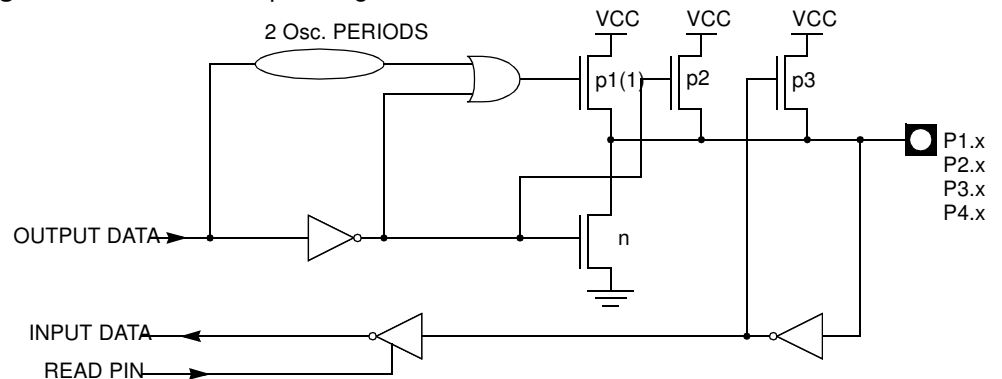 2 Osc. PERIODS
VCC
VCC
VCC
p1(1)
p2
p3
P1.x
P2.x
P3.x
P4.x
n
OUTPUT DATA
INPUT DATA
READ PIN